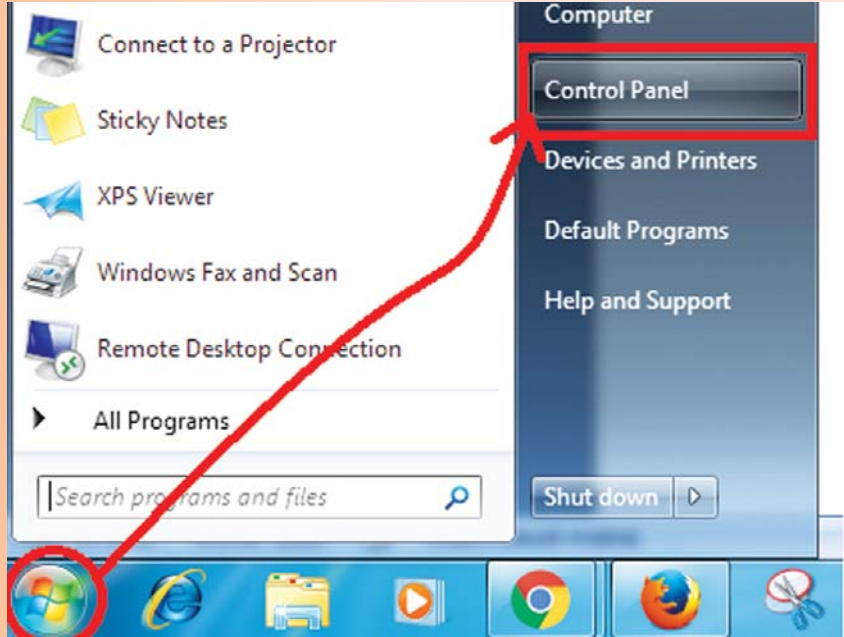 Connect to a Projector
Sticky Notes
XPS Viewer
Windows Fax and Scan
Remote Desktop Connection
All Programs
Search programs and files
Computer
Control Panel
Devices and Printers
Default Programs
Help and Support
Shut down